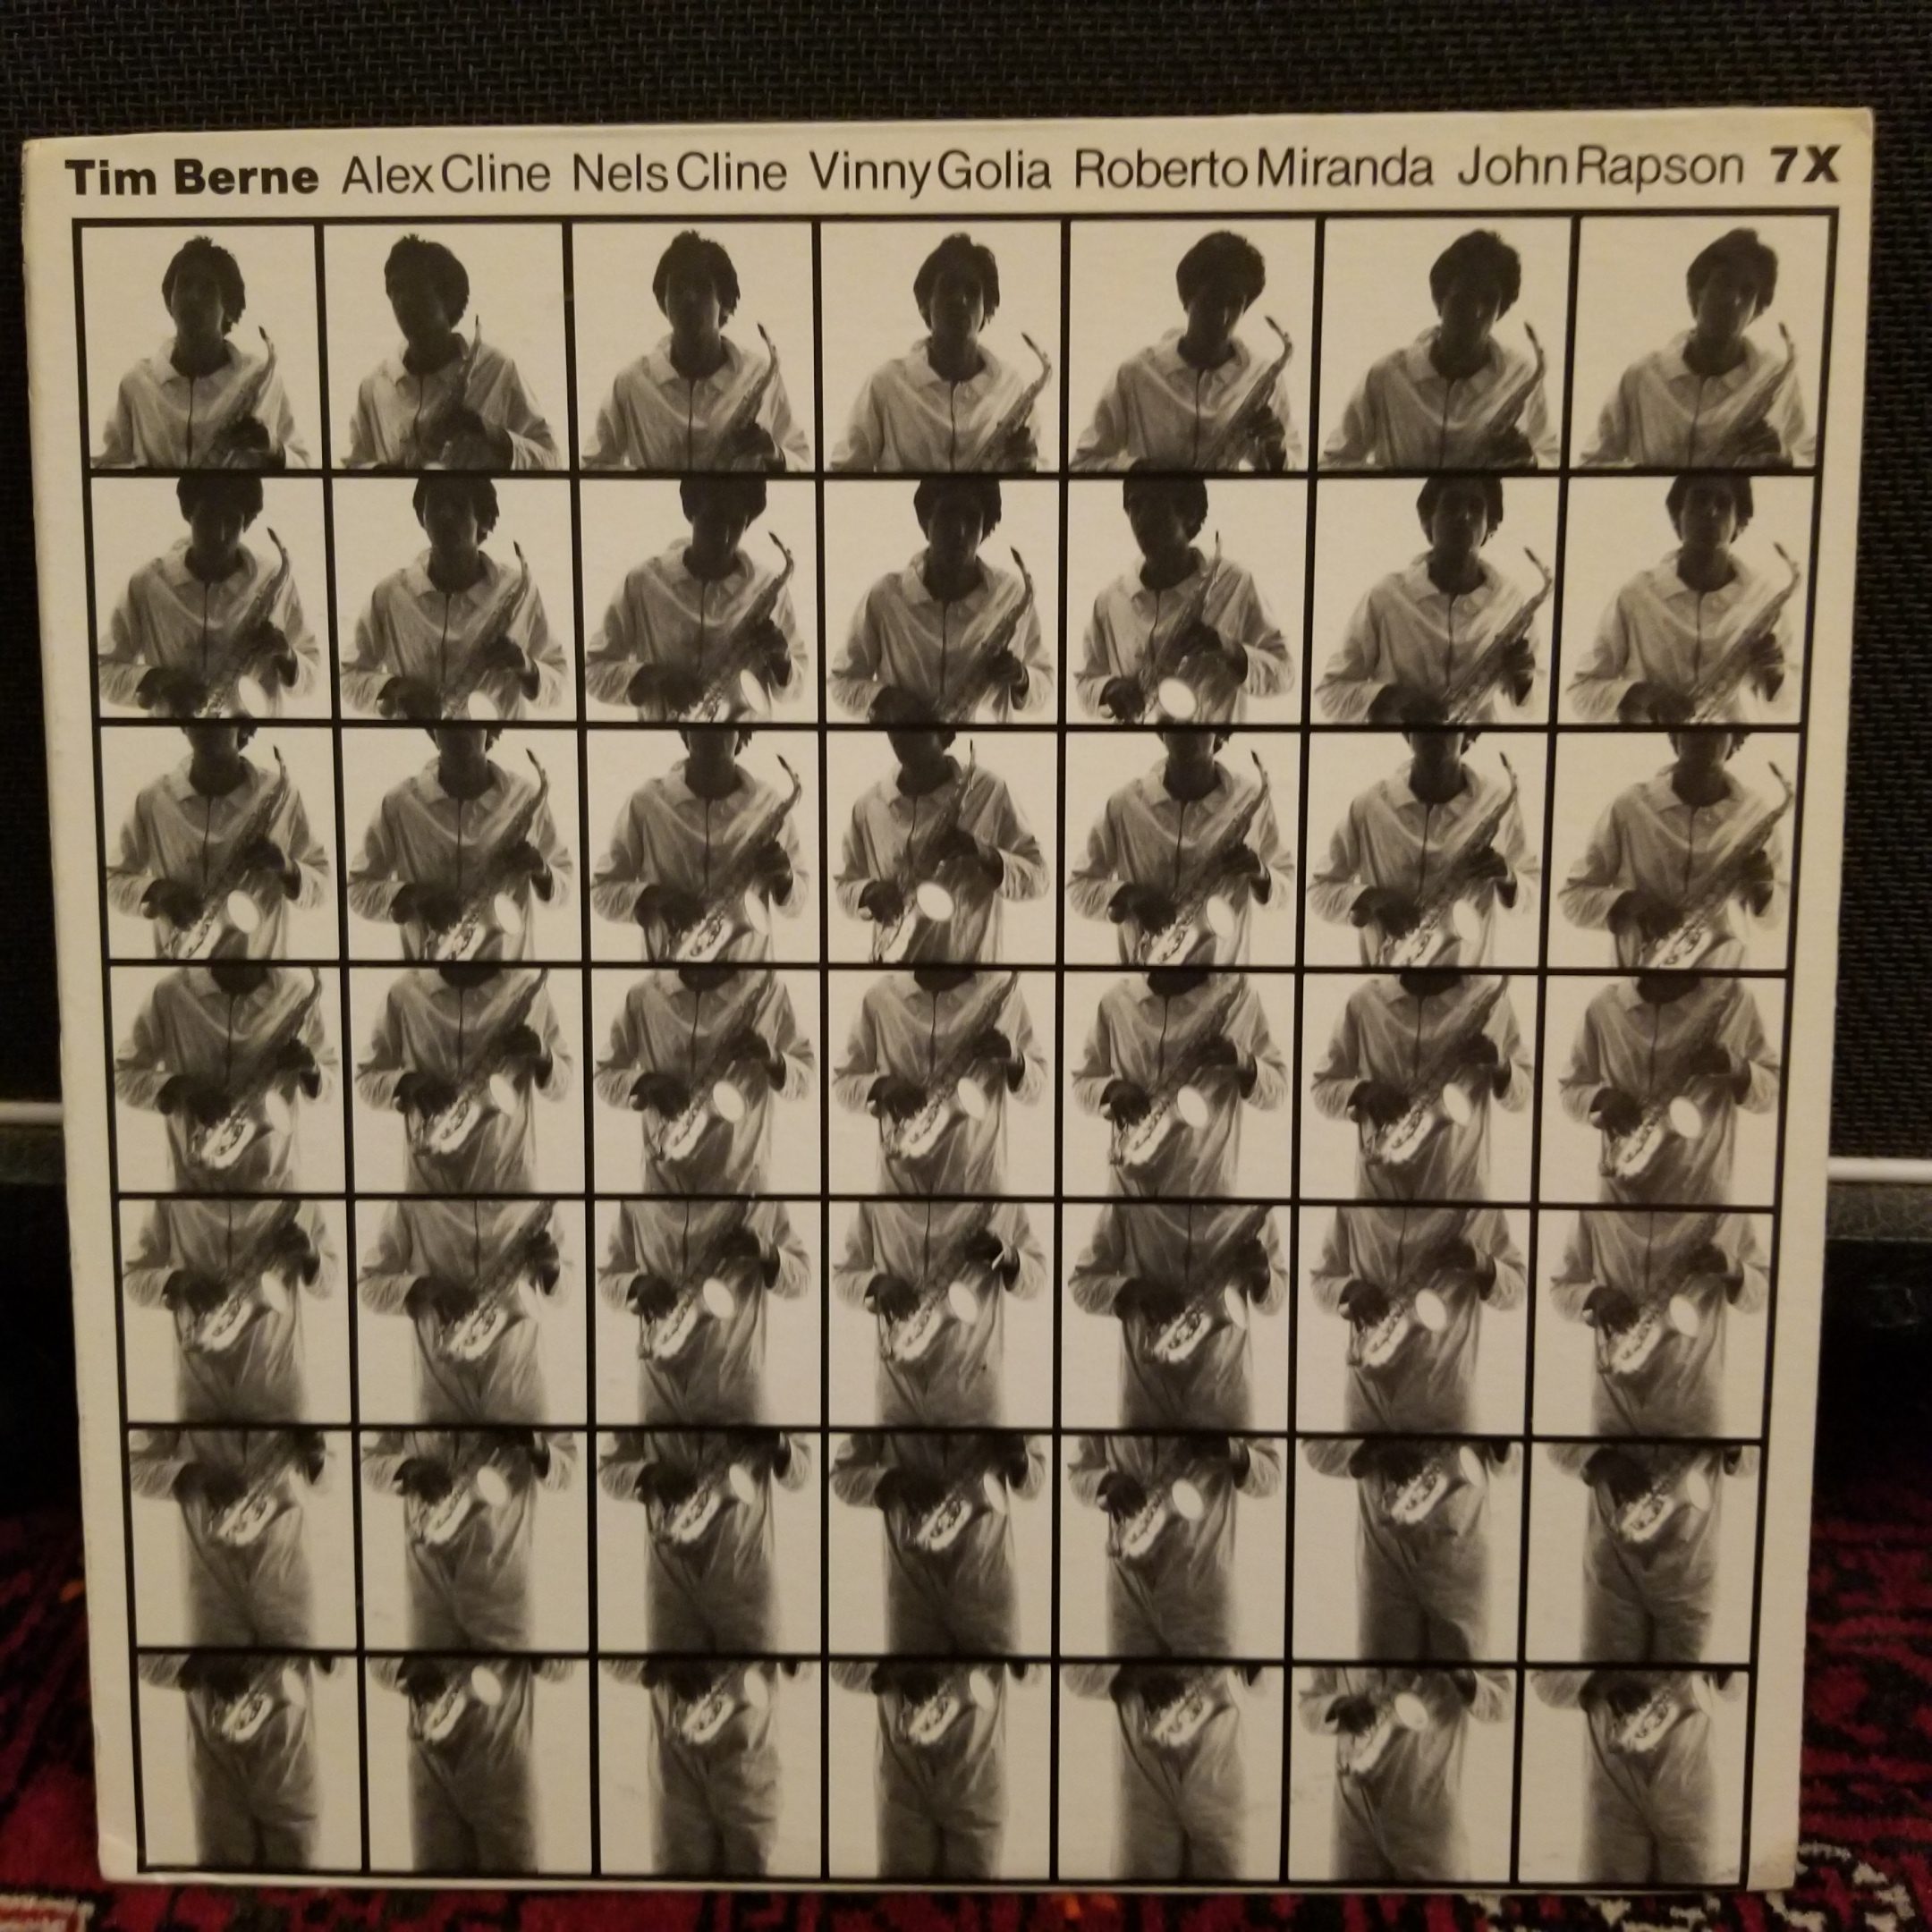 Tim Berne Alex Cline Nels Cline Vinny Golia Roberto Miranda John Rapson 7X